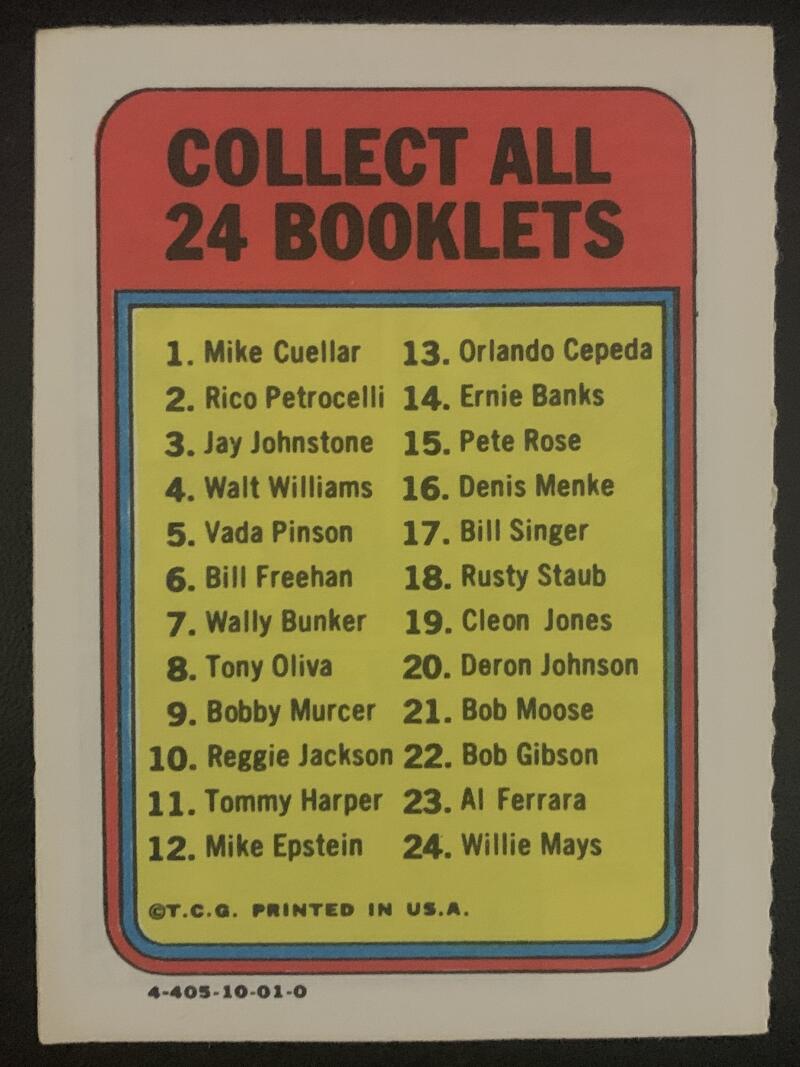 COLLECT ALL
24 BOOKLETS
1. Mike Cuellar
2. Rico Petrocelli
3. Jay Johnstone
4. Walt Williams
5. Vada Pinson
6. Bill Freehan
7. Wally Bunker
8. Tony Oliva
9. Bobby Murcer
10. Reggie Jackson
11. Tommy Harper
12. Mike Epstein
13. Orlando Cepeda
14. Ernie Banks
15. Pete Rose
16. Denis Menke
17. Bill Singer
18. Rusty Staub
19. Cleon Jones
20. Deron Johnson
21. Bob Moose
22. Bob Gibson
23. Al Ferrara
24. Willie Mays
©T.C.G. PRINTED IN U.S.A.
4-405-10-01-0